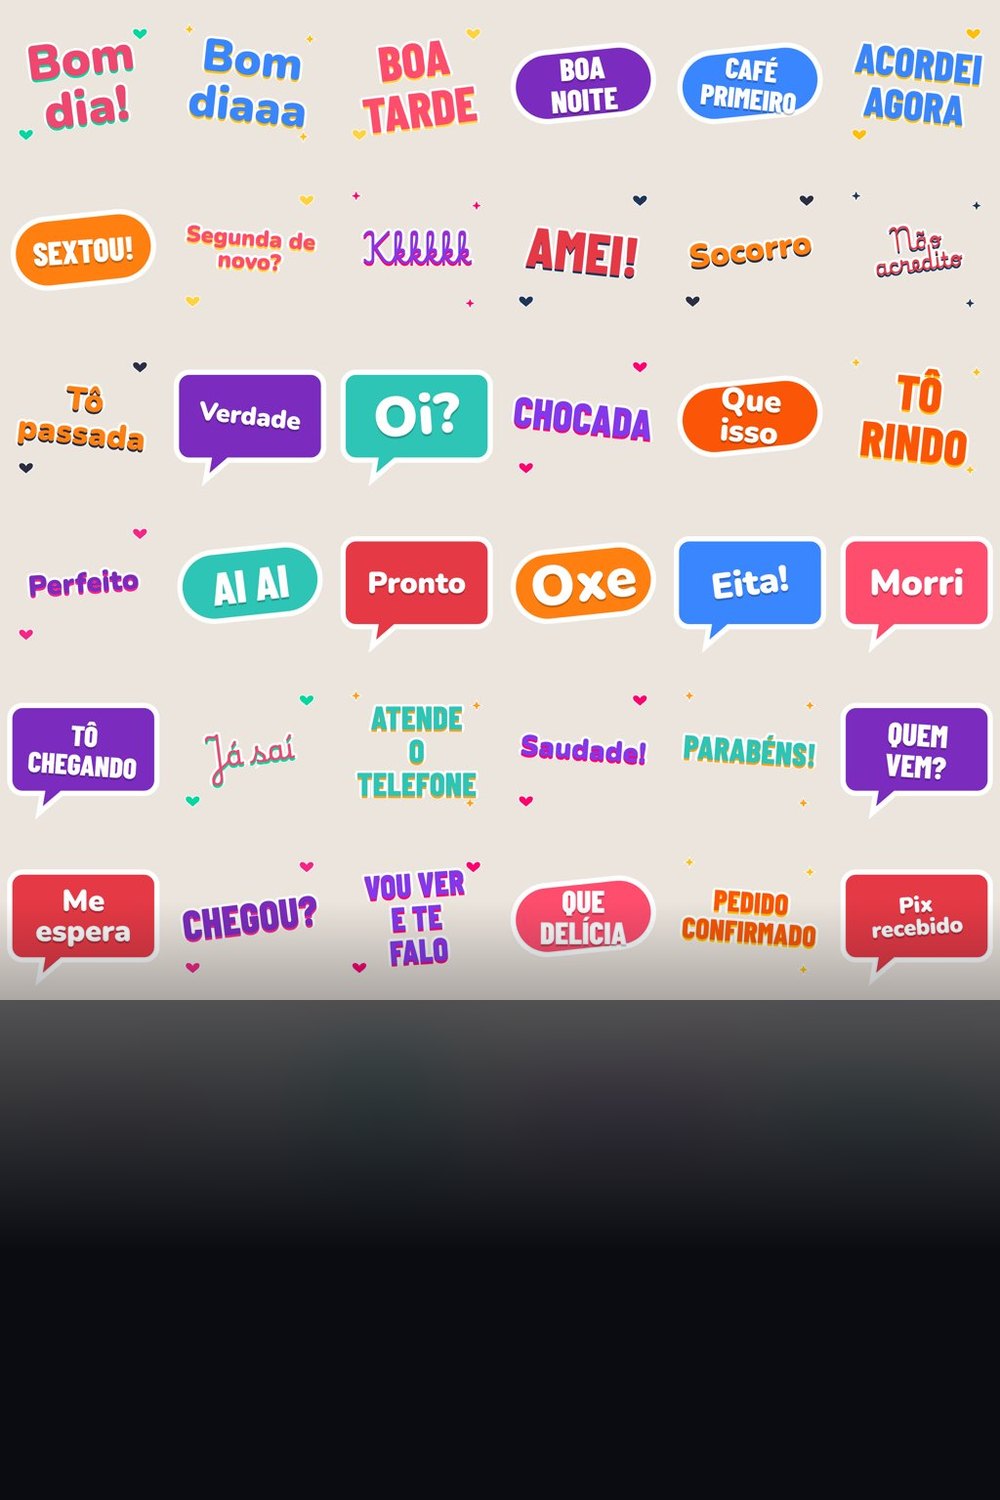 Bom
dia!
Bom
diaaa
BOA
TARDE
BOA
NOITE
CAFÉ
PRIMEIRO
ACORDEI
AGORA
SEXTOU!
Segunda de
novo?
Kkkkkk
AMEI!
Socorro
Não
acredito
Tô
passada
Verdade
Oi?
CHOCADA
Que
isso
TÔ
RINDO
Perfeito
AI AI
Pronto
Oxe
Eita!
Morri
TÔ
CHEGANDO
Já saí
ATENDE
O
TELEFONE
Saudade!
PARABÉNS!
QUEM
VEM?
Me
espera
CHEGOU?
VOU VER
E TE
FALO
QUE
DELÍCIA
PEDIDO
CONFIRMADO
Pix
recebido